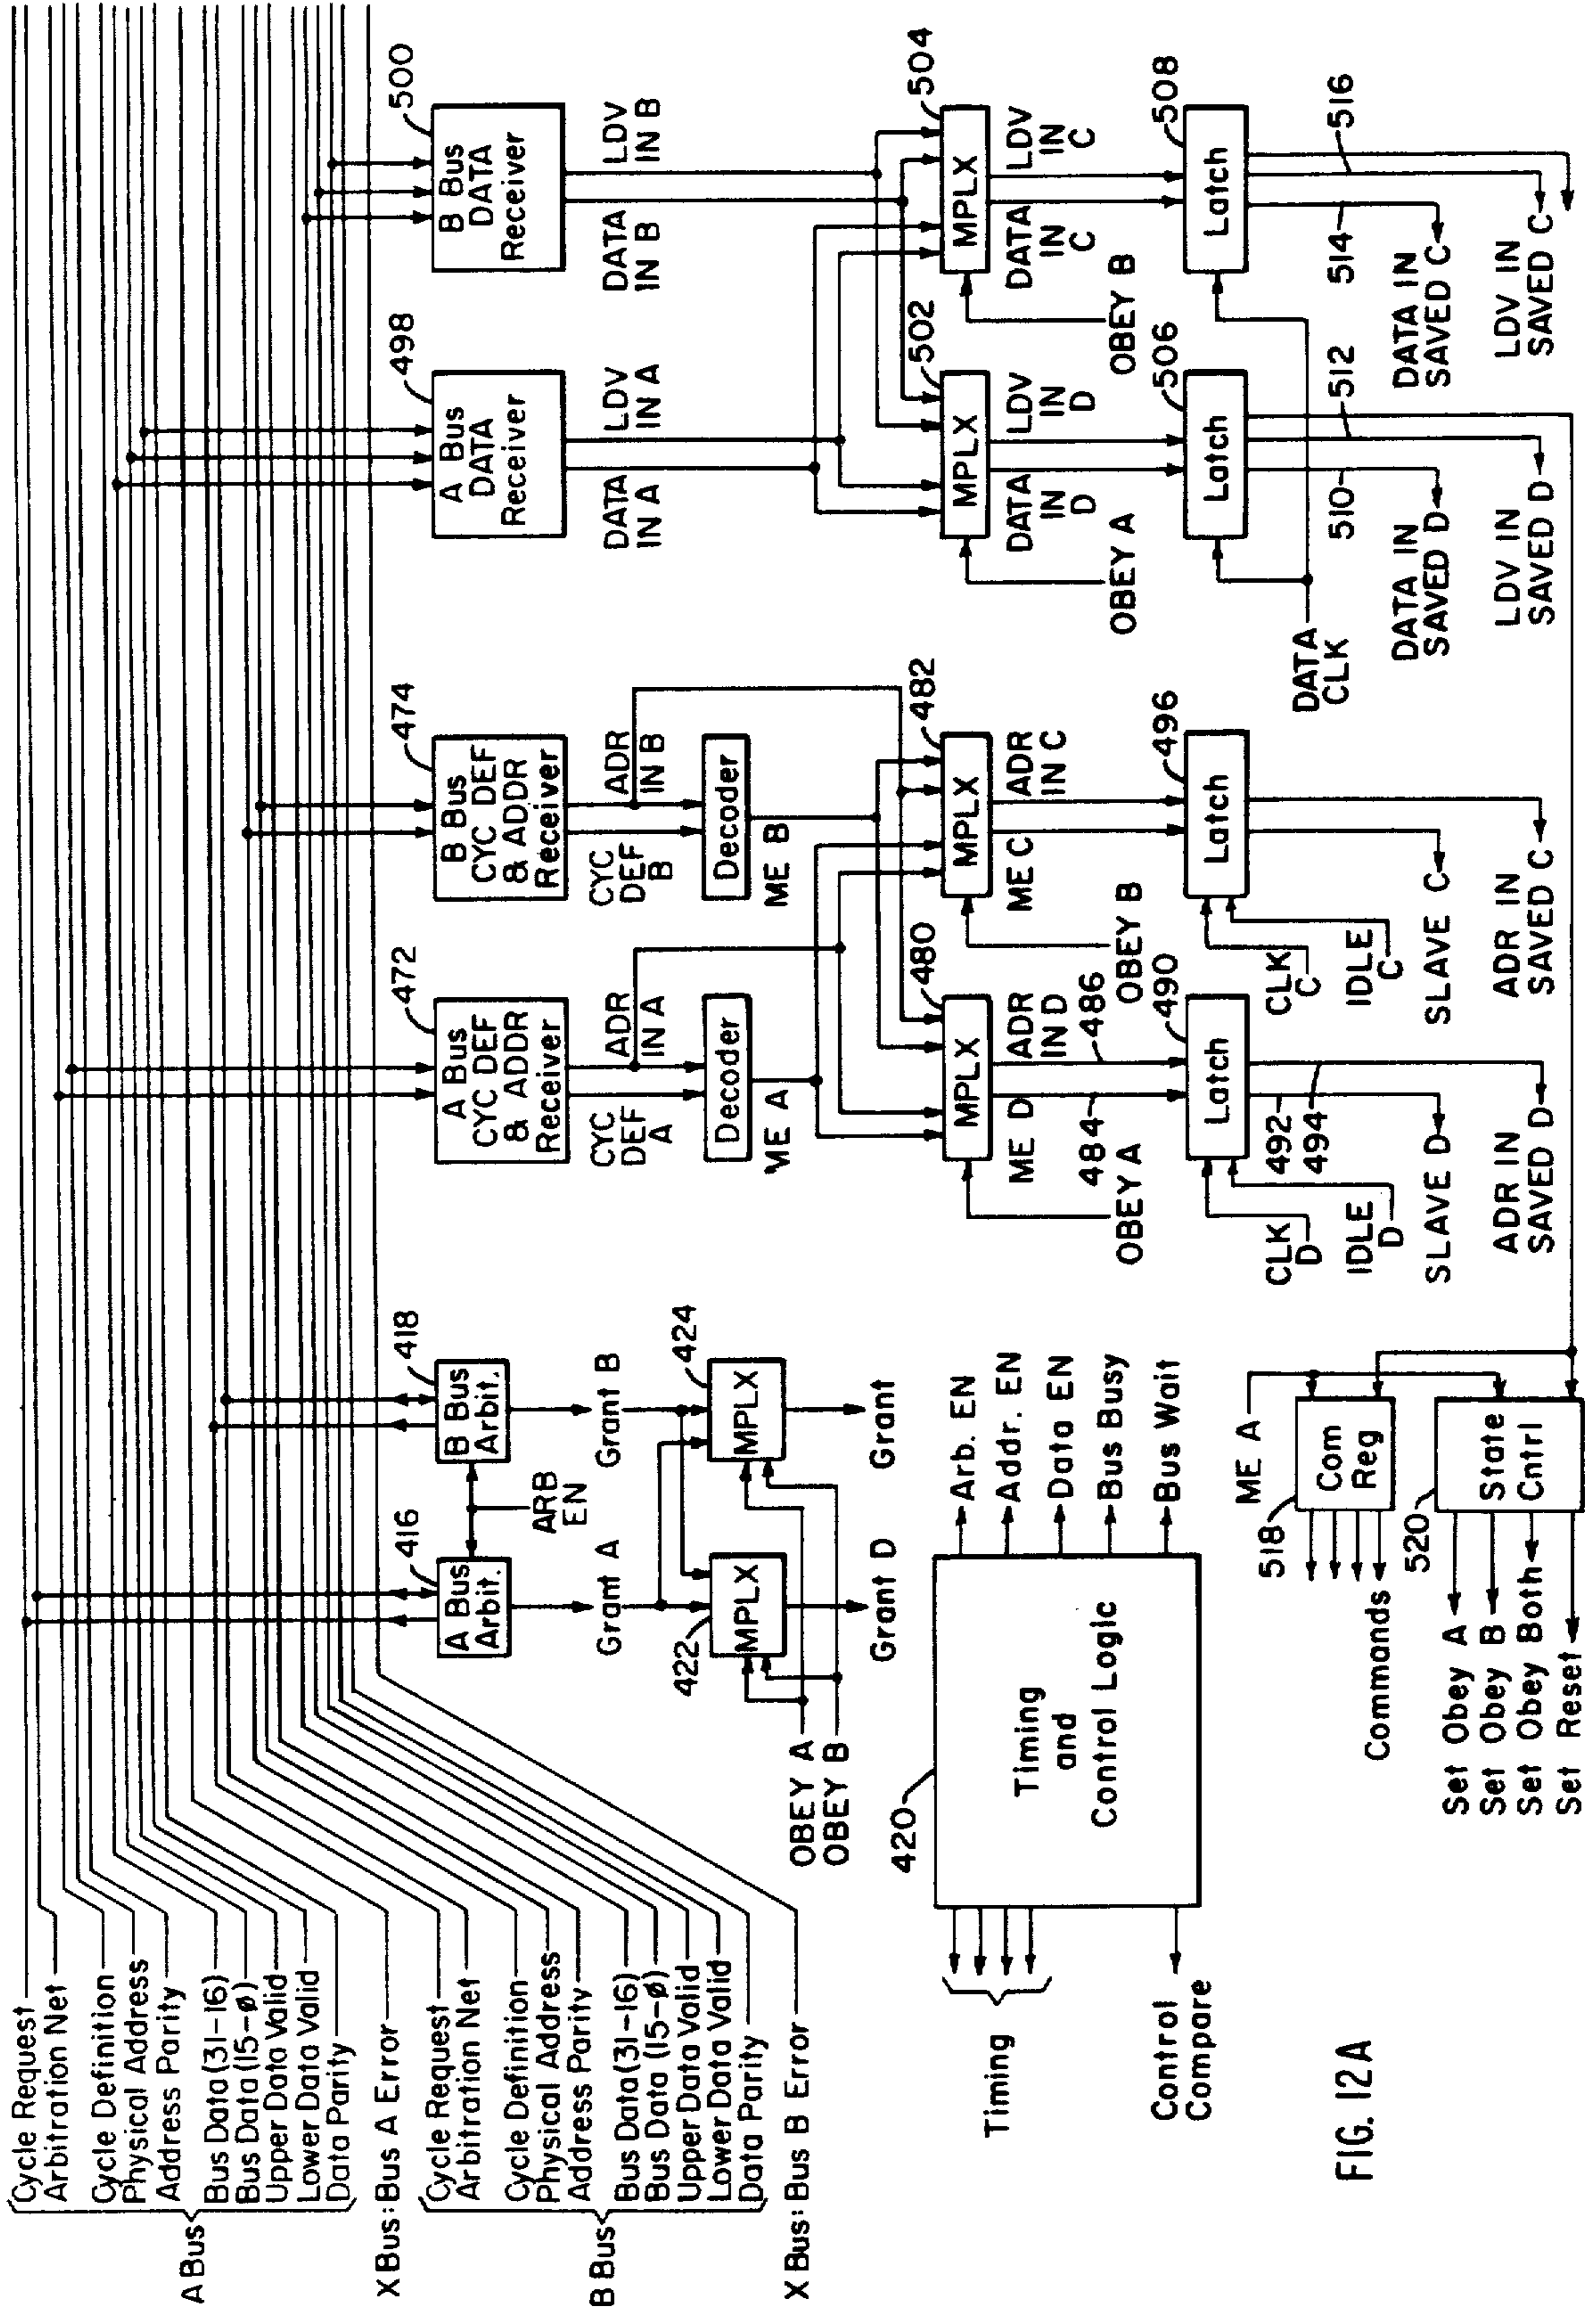 A Bus
Cycle Request
Arbitration Net
Cycle Definition
Physical Address
Address Parity
Bus Data (31-16)
Bus Data (15-ø)
Upper Data Valid
Lower Data Valid
Data Parity
X Bus: Bus A Error
B Bus
Cycle Request
Arbitration Net
Cycle Definition
Physical Address
Address Parity
Bus Data (31-16)
Bus Data (15-ø)
Upper Data Valid
Lower Data Valid
Data Parity
X Bus: Bus B Error
A Bus
Arbit.
416
B Bus
Arbit.
418
ARB
EN
Grant A
Grant B
422
MPLX
MPLX
424
OBEY A
OBEY B
Grant D
Grant
A Bus
CYC DEF
& ADDR
Receiver
472
B Bus
CYC DEF
& ADDR
Receiver
474
CYC
DEF
A
ADR
IN A
CYC
DEF
B
ADR
IN B
Decoder
Decoder
ME A
ME B
MPLX
480
MPLX
482
OBEY A
ME D
ADR
IN D
OBEY B
ME C
ADR
IN C
484
486
Latch
490
Latch
496
CLK
D
IDLE
D
492
494
CLK
C
IDLE
C
SLAVE D
SLAVE C
ADR IN
SAVED D
ADR IN
SAVED C
A Bus
DATA
Receiver
498
B Bus
DATA
Receiver
500
DATA
IN A
LDV
IN A
DATA
IN B
LDV
IN B
MPLX
502
MPLX
504
OBEY A
DATA
IN
D
LDV
IN
D
OBEY B
DATA
IN
C
LDV
IN
C
Latch
506
Latch
508
DATA
CLK
510
512
514
516
DATA IN
SAVED D
DATA IN
SAVED C
LDV IN
SAVED D
LDV IN
SAVED C
420
Timing
and
Control Logic
Timing
Control
Compare
Arb. EN
Addr. EN
Data EN
Bus Busy
Bus Wait
ME A
518
Com
Reg
Commands
520
State
Cntrl
Set Obey A
Set Obey B
Set Obey Both
Set Reset
FIG. 12A